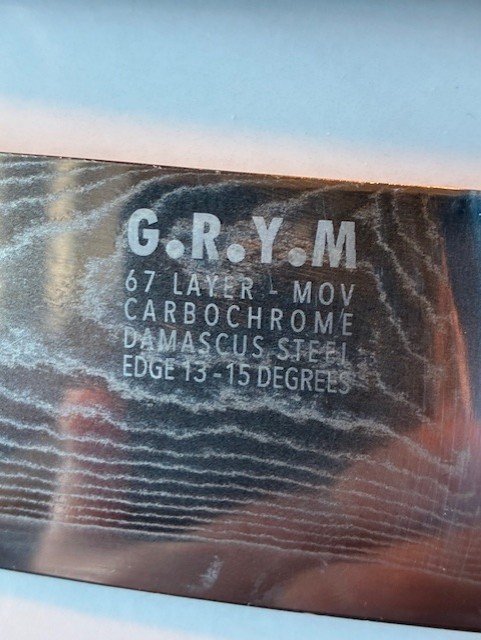 G.R.Y.M
67 LAYER - MOV
CARBOCHROME
DAMASCUS STEEL
EDGE 13-15 DEGREES